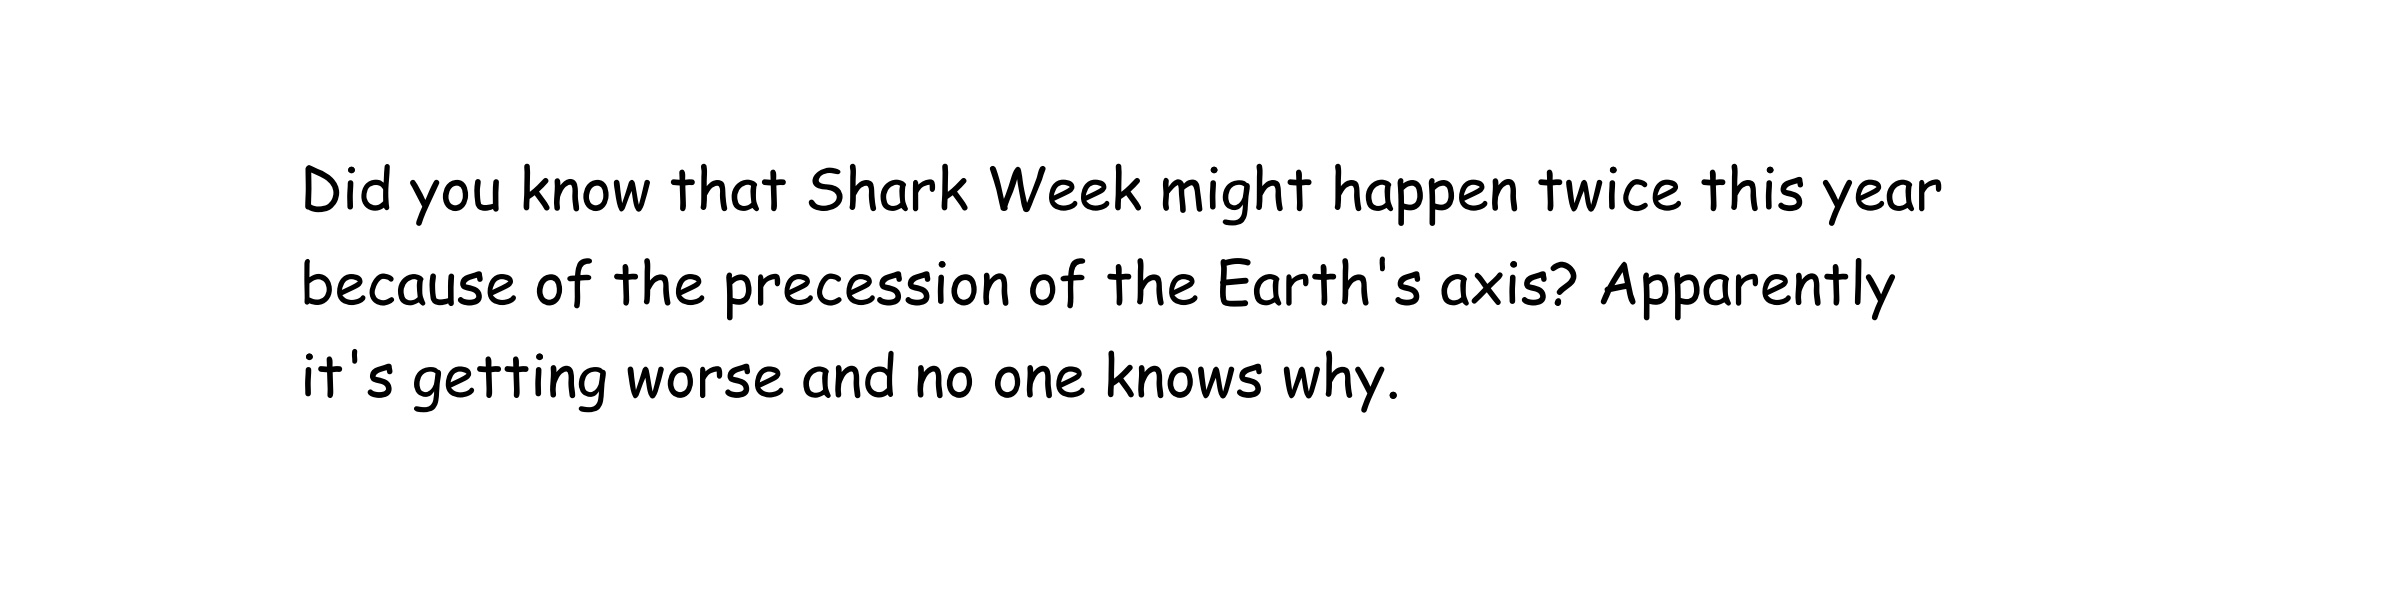 Did you know that Shark Week might happen twice this year
because of the precession of the Earth's axis? Apparently
it's getting worse and no one knows why.